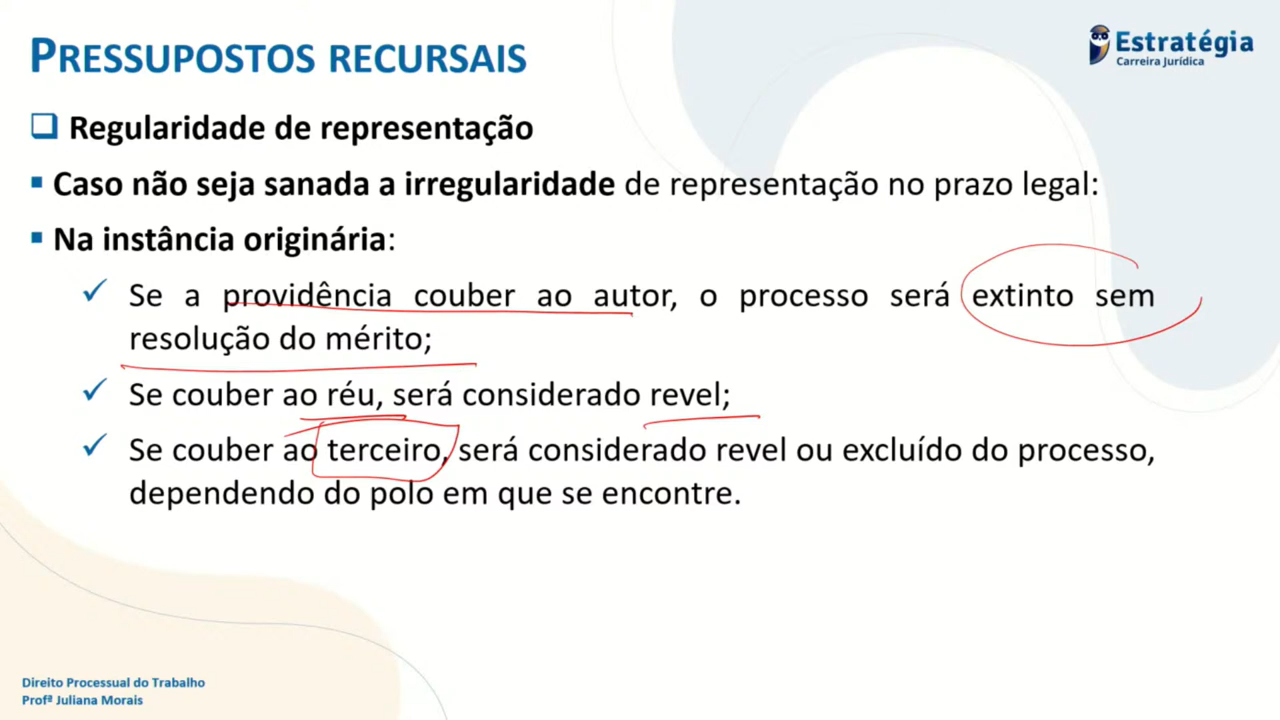 PRESSUPOSTOS RECURSAIS
Estratégia
Carreira Jurídica
Regularidade de representação
Caso não seja sanada a irregularidade de representação no prazo legal:
Na instância originária:
Se a providência couber ao autor, o processo será extinto sem
resolução do mérito;
Se couber ao réu, será considerado revel;
Se couber ao terceiro, será considerado revel ou excluído do processo,
dependendo do polo em que se encontre.
Direito Processual do Trabalho
Profª Juliana Morais